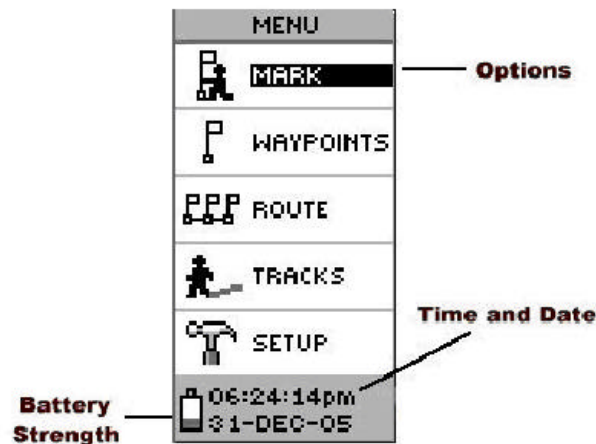 MENU
MARK
Options
WAYPOINTS
ROUTE
TRACKS
Time and Date
SETUP
06:24:14pm
Battery
Strength
31-DEC-05